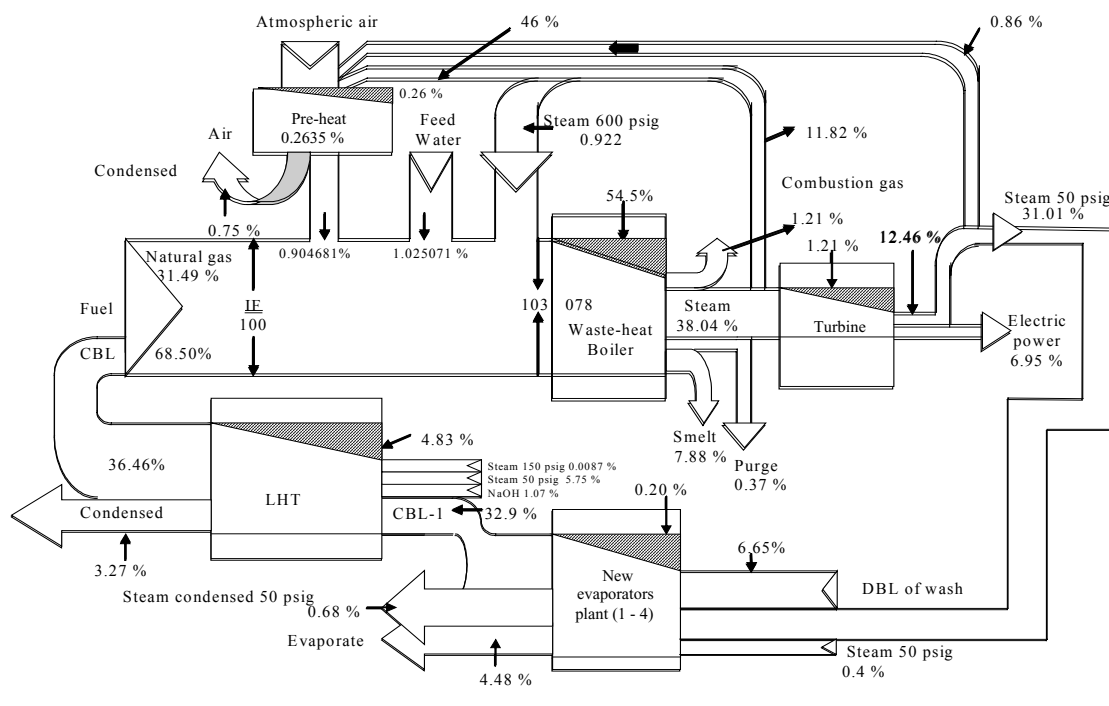 Atmospheric air
46 %
0.86 %
0.26 %
Pre-heat
0.2635 %
Feed
Water
Steam 600 psig
0.922
11.82 %
Air
Condensed
Combustion gas
54.5%
1.21 %
Steam 50 psig
31.01 %
0.75 %
0.904681%
1.025071 %
1.21 %
12.46 %
Natural gas
31.49 %
Fuel
IE
100
103 078
Steam
38.04 %
Waste-heat
Boiler
Turbine
Electric
power
6.95 %
CBL
68.50%
Smelt
7.88 %
Purge
0.37 %
4.83 %
36.46%
Steam 150 psig 0.0087 %
Steam 50 psig 5.75 %
NaOH 1.07 %
LHT
0.20 %
Condensed
CBL-1
32.9 %
3.27 %
6.65%
New
evaporators
plant (1 - 4)
DBL of wash
Steam condensed 50 psig
0.68 %
Evaporate
Steam 50 psig
0.4 %
4.48 %